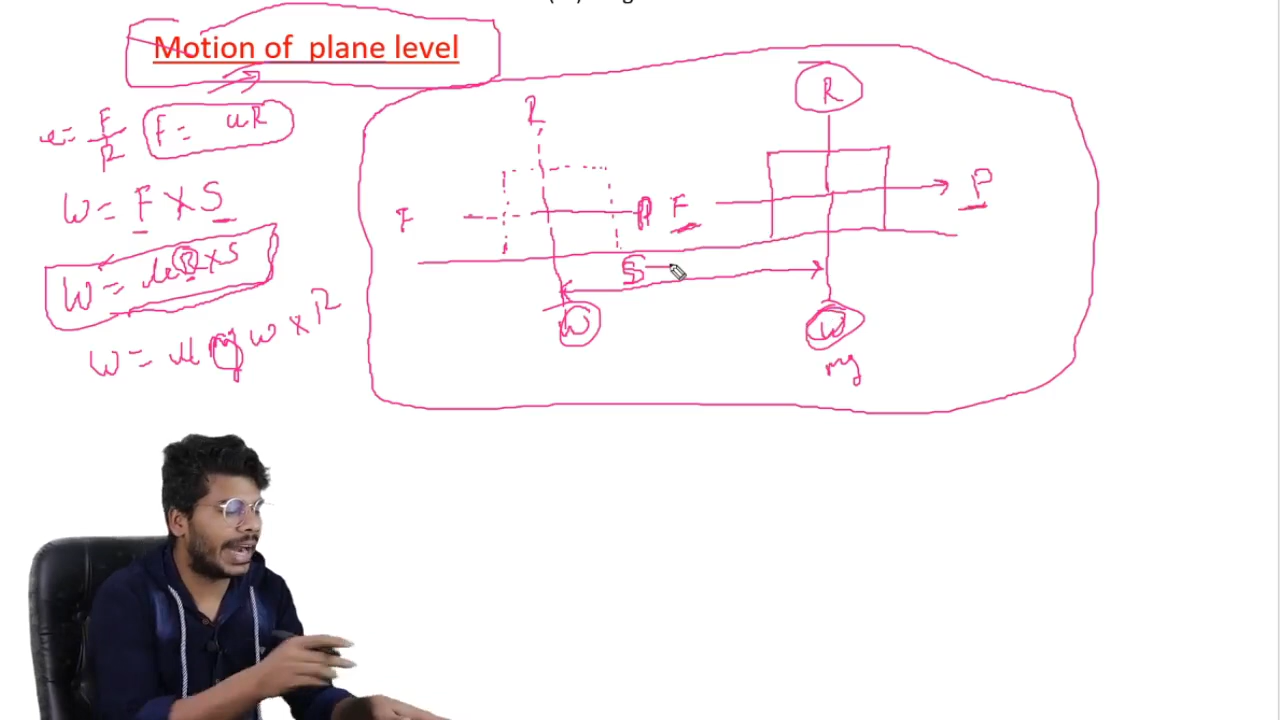 Motion of plane level
μ = F/R
F = μR
W = F × S
W = μR × S
W = μ mg w × R
R
F
P
W
S
R
F
P
W
mg